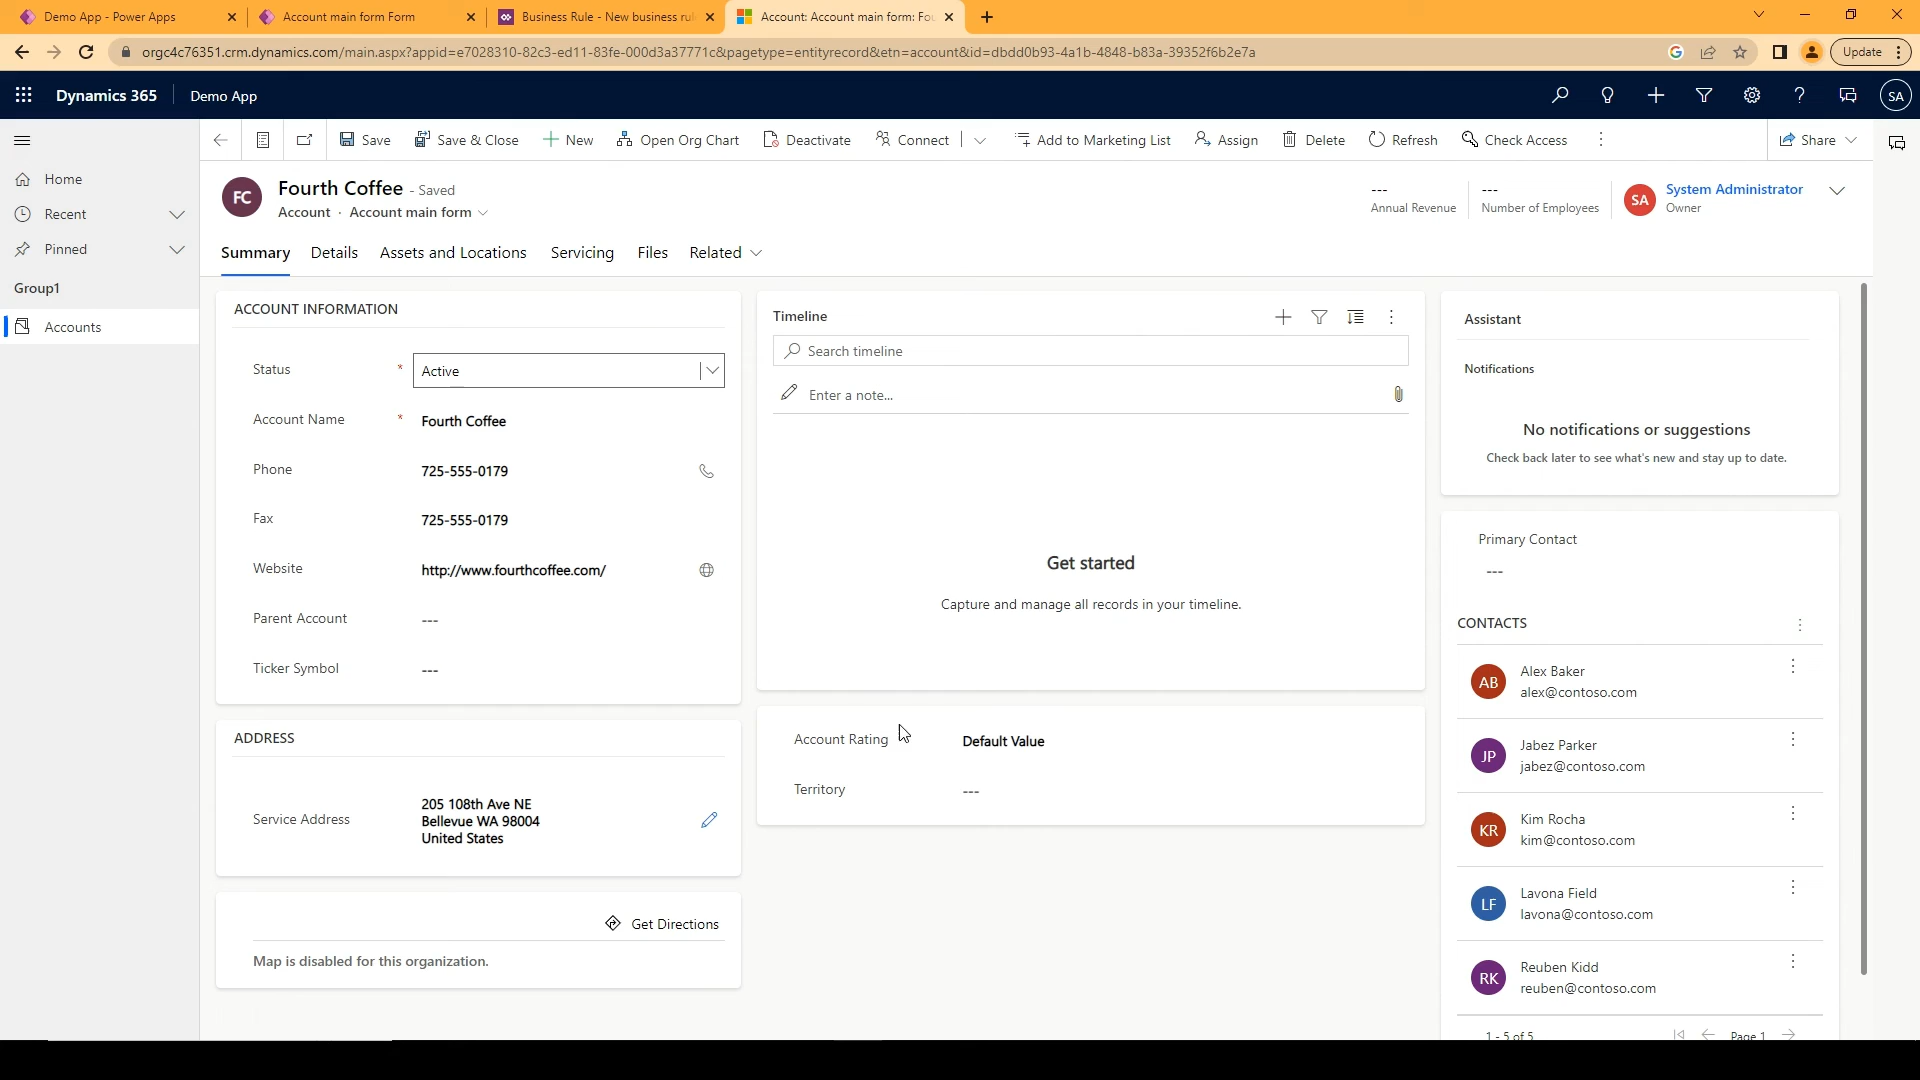 Demo App - Power Apps
Account main form Form
Business Rule - New business rul
Account: Account main form: Fou
orgc4c76351.crm.dynamics.com/main.aspx?appid=e7028310-82c3-ed11-83fe-000d3a37771c&pagetype=entityrecord&etn=account&id=dbdd0b93-4a1b-4848-b83a-39352f6b2e7a
Update
Dynamics 365
Demo App
SA
Save
Save & Close
New
Open Org Chart
Deactivate
Connect
Add to Marketing List
Assign
Delete
Refresh
Check Access
Share
Home
Recent
Pinned
Group1
Accounts
FC
Fourth Coffee - Saved
Account · Account main form
---
Annual Revenue
---
Number of Employees
SA
System Administrator
Owner
Summary
Details
Assets and Locations
Servicing
Files
Related
ACCOUNT INFORMATION
Status * Active
Account Name * Fourth Coffee
Phone 725-555-0179
Fax 725-555-0179
Website http://www.fourthcoffee.com/
Parent Account ---
Ticker Symbol ---
ADDRESS
Service Address
205 108th Ave NE
Bellevue WA 98004
United States
Get Directions
Map is disabled for this organization.
Timeline
Search timeline
Enter a note...
Get started
Capture and manage all records in your timeline.
Account Rating Default Value
Territory ---
Assistant
Notifications
No notifications or suggestions
Check back later to see what's new and stay up to date.
Primary Contact
---
CONTACTS
AB
Alex Baker
alex@contoso.com
JP
Jabez Parker
jabez@contoso.com
KR
Kim Rocha
kim@contoso.com
LF
Lavona Field
lavona@contoso.com
RK
Reuben Kidd
reuben@contoso.com
1 - 5 of 5
Page 1